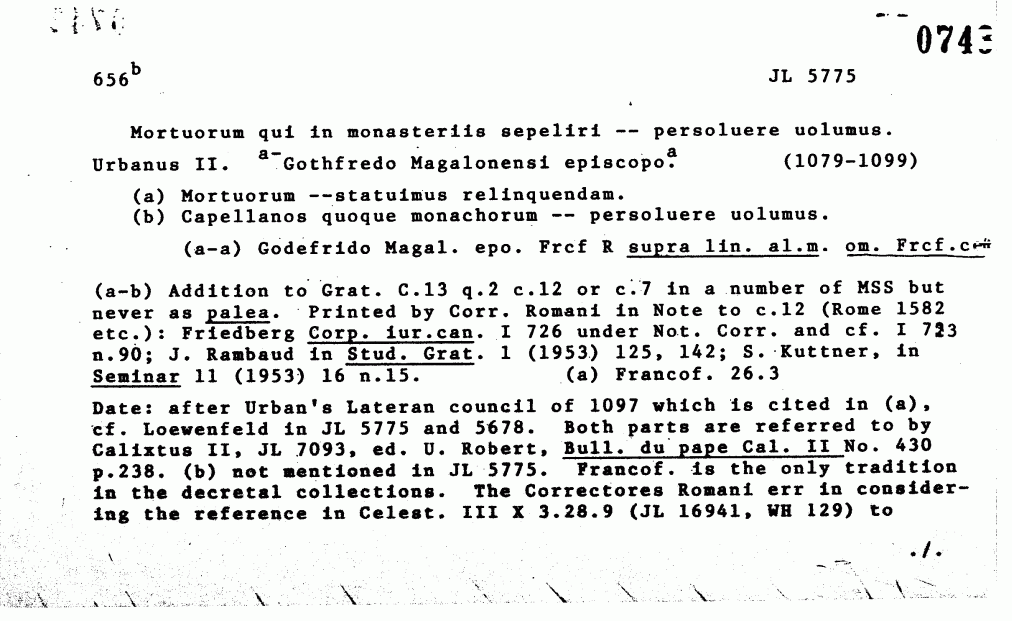 0743
656b JL 5775
Mortuorum qui in monasteriis sepeliri -- persoluere uolumus.
Urbanus II. a-Gothfredo Magalonensi episcopo.a (1079-1099)
(a) Mortuorum --statuimus relinquendam.
(b) Capellanos quoque monachorum -- persoluere uolumus.
(a-a) Godefrido Magal. epo. Frcf R supra lin. al.m. om. Frcf.
(a-b) Addition to Grat. C.13 q.2 c.12 or c.7 in a number of MSS but
never as palea. Printed by Corr. Romani in Note to c.12 (Rome 1582
etc.): Friedberg Corp. iur.can. I 726 under Not. Corr. and cf. I 723
n.90; J. Rambaud in Stud. Grat. 1 (1953) 125, 142; S. Kuttner, in
Seminar 11 (1953) 16 n.15. (a) Francof. 26.3
Date: after Urban's Lateran council of 1097 which is cited in (a),
cf. Loewenfeld in JL 5775 and 5678. Both parts are referred to by
Calixtus II, JL 7093, ed. U. Robert, Bull. du pape Cal. II No. 430
p.238. (b) not mentioned in JL 5775. Francof. is the only tradition
in the decretal collections. The Correctores Romani err in consider-
ing the reference in Celest. III X 3.28.9 (JL 16941, WH 129) to
./.